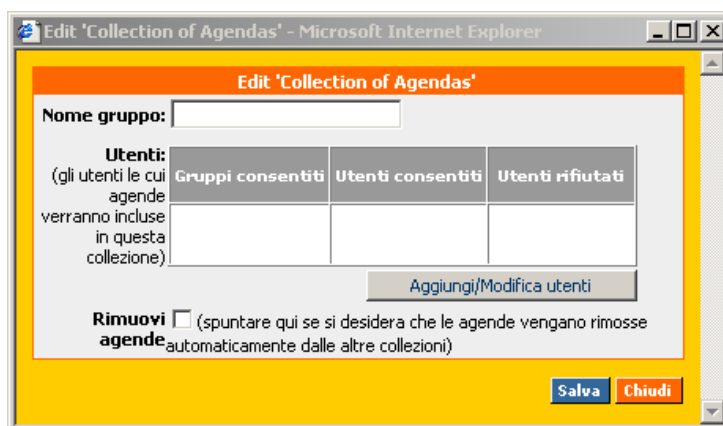 Edit 'Collection of Agendas' - Microsoft Internet Explorer
Edit 'Collection of Agendas'
Nome gruppo:
Utenti:
(gli utenti le cui
agende
verranno incluse
in questa
collezione)
Gruppi consentiti Utenti consentiti Utenti rifiutati
Aggiungi/Modifica utenti
Rimuovi (spuntare qui se si desidera che le agende vengano rimosse
agende automaticamente dalle altre collezioni)
Salva Chiudi